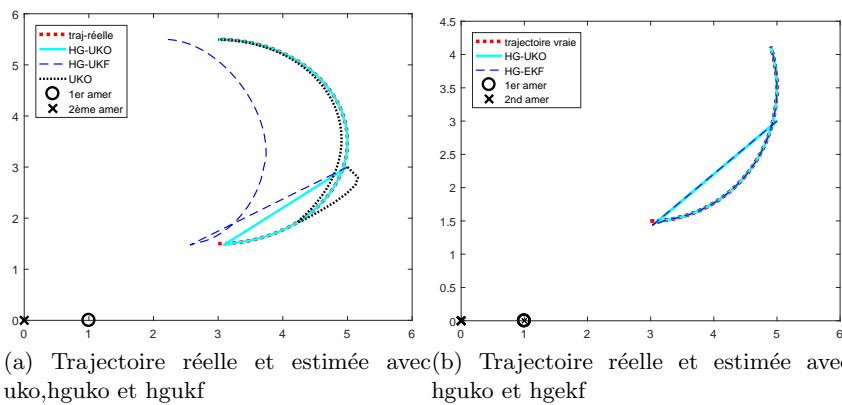 6
5
4
3
2
1
0
traj-réelle
HG-UKO
HG-UKF
UKO
1er amer
2ème amer
0 1 2 3 4 5 6
4.5
4
3.5
3
2.5
2
1.5
1
0.5
0
trajectoire vraie
HG-UKO
HG-EKF
1er amer
2nd amer
0 1 2 3 4 5 6
(a) Trajectoire réelle et estimée avec
uko,hguko et hgukf
(b) Trajectoire réelle et estimée avec
hguko et hgekf